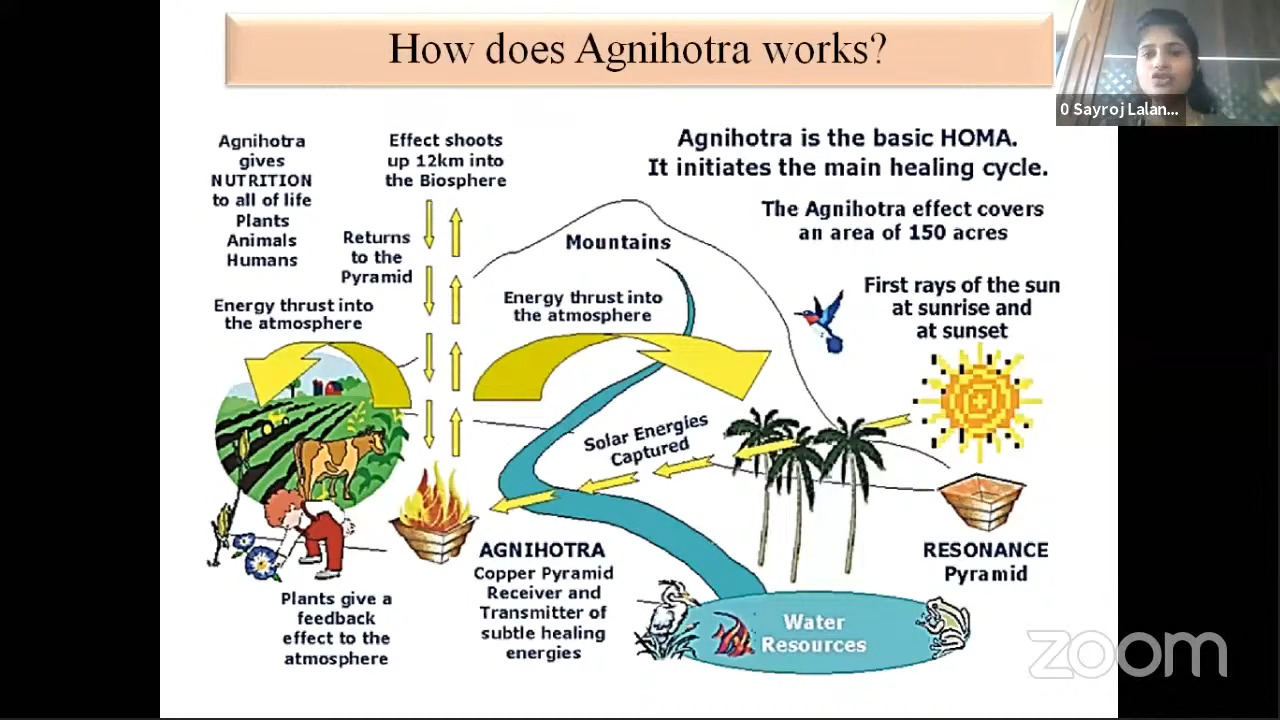 How does Agnihotra works?
0 Sayroj Lalan...
Agnihotra
gives
NUTRITION
to all of life
Plants
Animals
Humans
Effect shoots
up 12km into
the Biosphere
Returns
to the
Pyramid
Agnihotra is the basic HOMA.
It initiates the main healing cycle.
The Agnihotra effect covers
an area of 150 acres
Mountains
First rays of the sun
at sunrise and
at sunset
Energy thrust into
the atmosphere
Energy thrust into
the atmosphere
Solar Energies
Captured
AGNIHOTRA
Copper Pyramid
Receiver and
Transmitter of
subtle healing
energies
RESONANCE
Pyramid
Plants give a
feedback
effect to the
atmosphere
Water
Resources
zoom